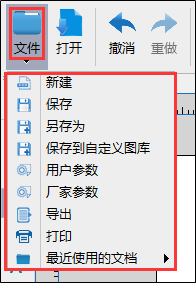 文件 打开 撤消 重做
新建
保存
另存为
保存到自定义图库
用户参数
厂家参数
导出
打印
最近使用的文档